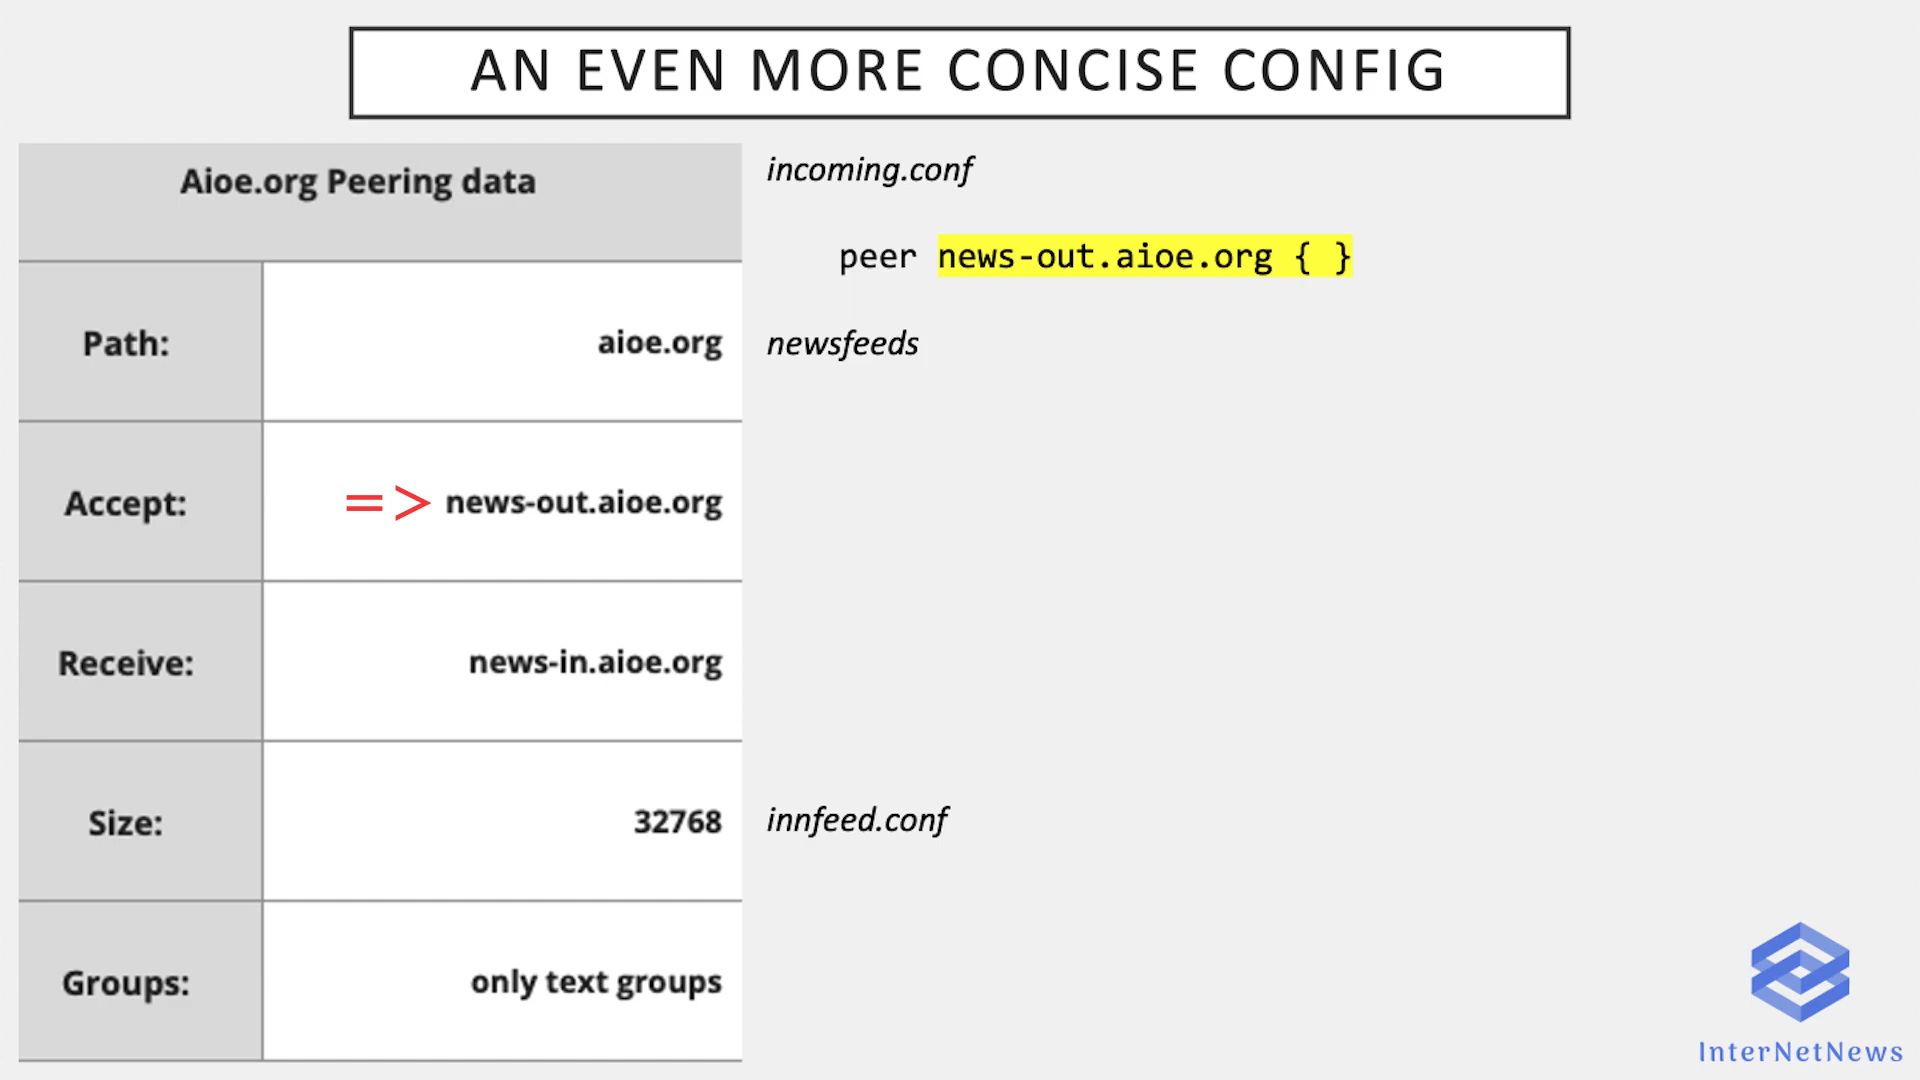 AN EVEN MORE CONCISE CONFIG
Aioe.org Peering data
Path: aioe.org
Accept: => news-out.aioe.org
Receive: news-in.aioe.org
Size: 32768
Groups: only text groups
incoming.conf
peer news-out.aioe.org { }
newsfeeds
innfeed.conf
InterNetNews